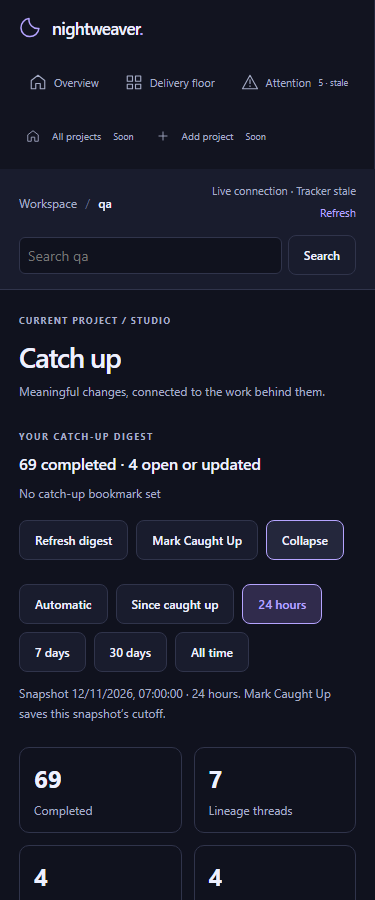 nightweaver.
Overview Delivery floor Attention 5 · stale
All projects Soon Add project Soon
Live connection · Tracker stale
Workspace / qa
Refresh
Search qa Search
CURRENT PROJECT / STUDIO
Catch up
Meaningful changes, connected to the work behind them.
YOUR CATCH-UP DIGEST
69 completed · 4 open or updated
No catch-up bookmark set
Refresh digest Mark Caught Up Collapse
Automatic Since caught up 24 hours
7 days 30 days All time
Snapshot 12/11/2026, 07:00:00 · 24 hours. Mark Caught Up
saves this snapshot's cutoff.
69 7
Completed Lineage threads
4 4